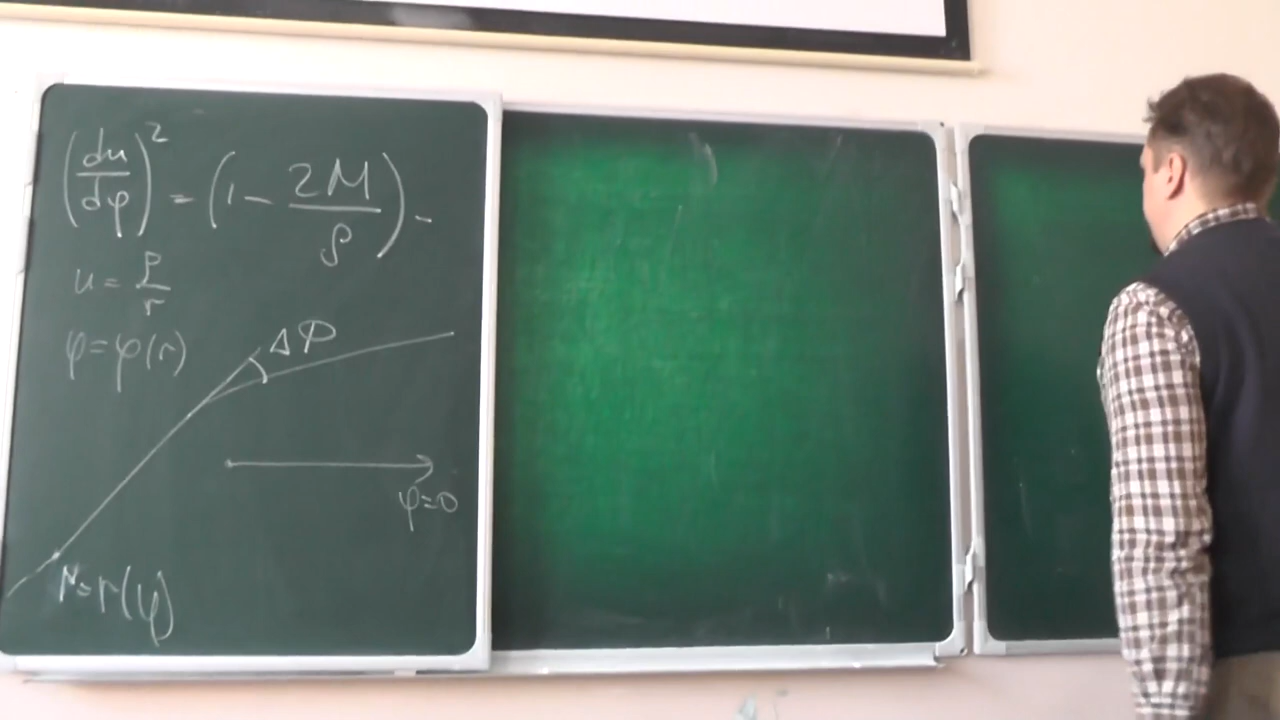 (du/dφ)² = (1 - 2M/ρ) -
u = ρ/r
φ = φ(r)
ΔΦ
φ=0
r=r(φ)